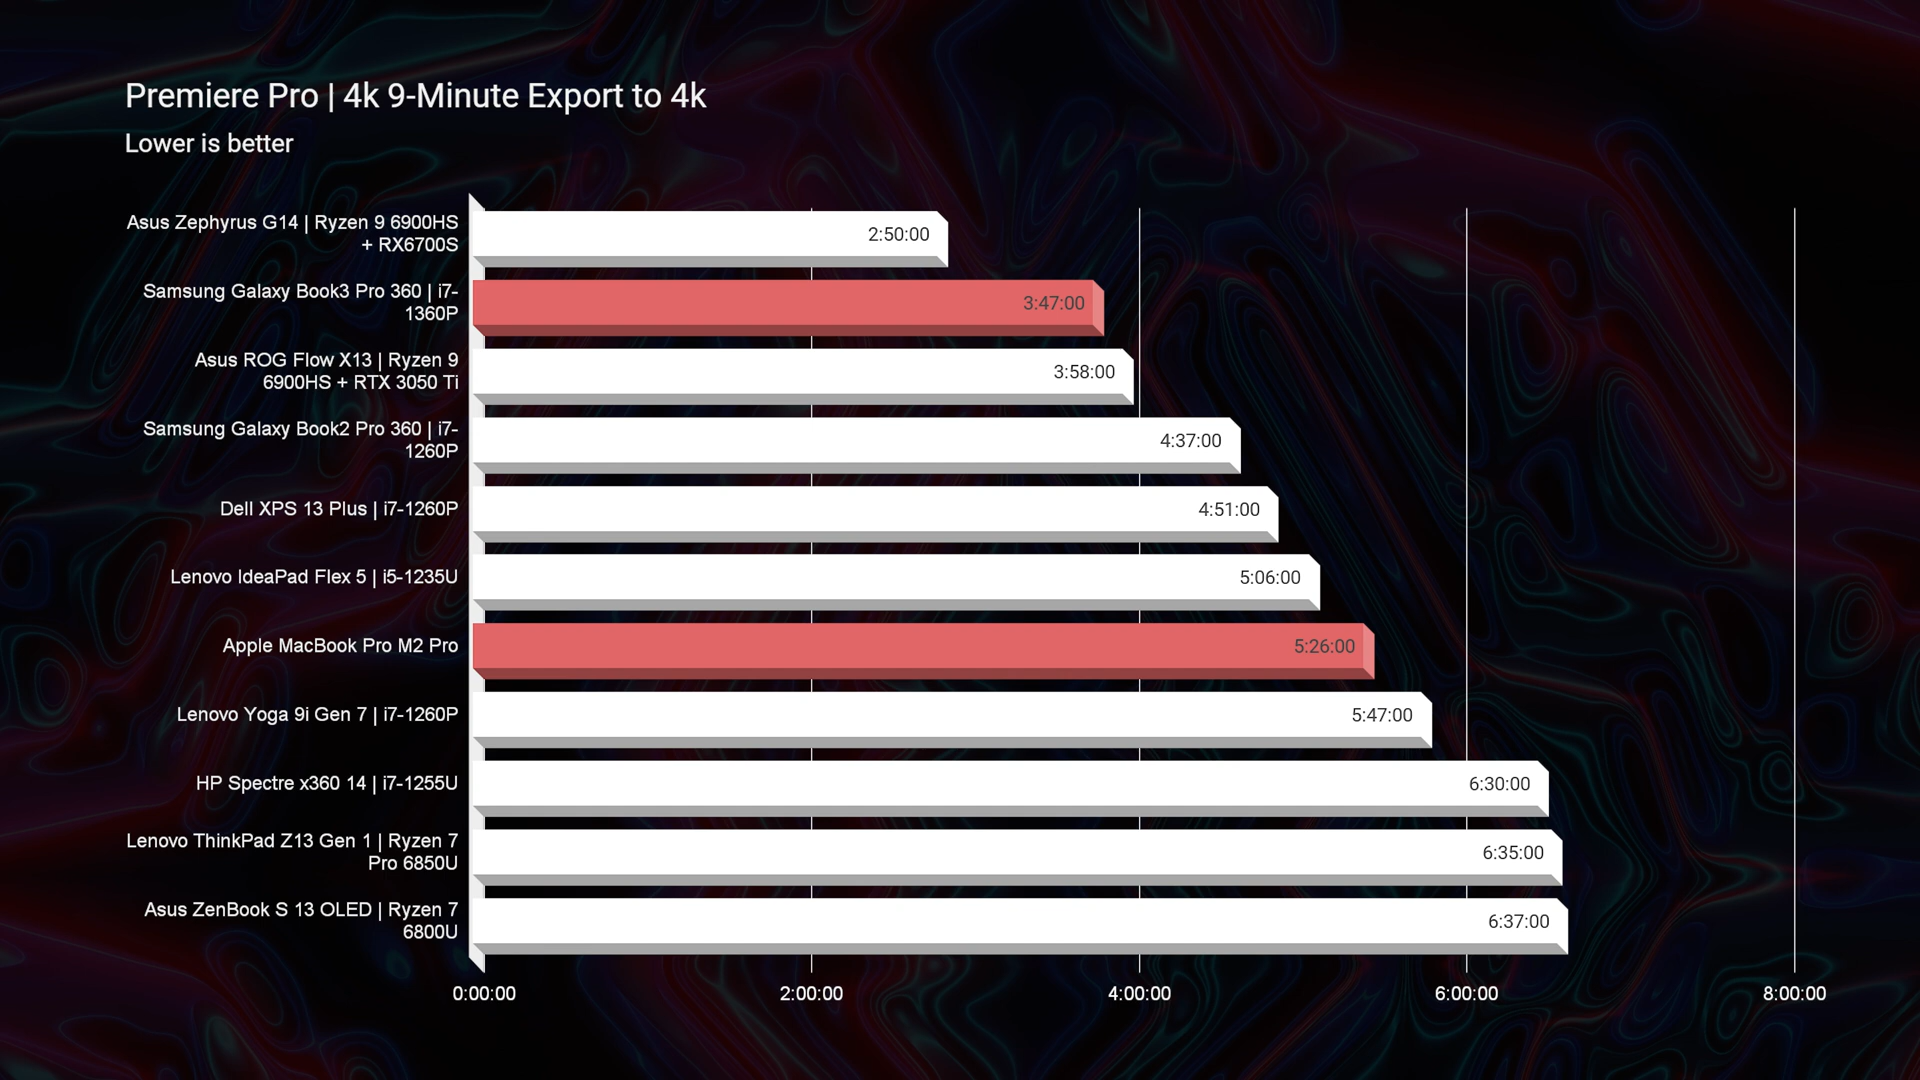 Premiere Pro | 4k 9-Minute Export to 4k
Lower is better
Asus Zephyrus G14 | Ryzen 9 6900HS
+ RX6700S
2:50:00
Samsung Galaxy Book3 Pro 360 | i7-
1360P
3:47:00
Asus ROG Flow X13 | Ryzen 9
6900HS + RTX 3050 Ti
3:58:00
Samsung Galaxy Book2 Pro 360 | i7-
1260P
4:37:00
Dell XPS 13 Plus | i7-1260P
4:51:00
Lenovo IdeaPad Flex 5 | i5-1235U
5:06:00
Apple MacBook Pro M2 Pro
5:26:00
Lenovo Yoga 9i Gen 7 | i7-1260P
5:47:00
HP Spectre x360 14 | i7-1255U
6:30:00
Lenovo ThinkPad Z13 Gen 1 | Ryzen 7
Pro 6850U
6:35:00
Asus ZenBook S 13 OLED | Ryzen 7
6800U
6:37:00
0:00:00
2:00:00
4:00:00
6:00:00
8:00:00